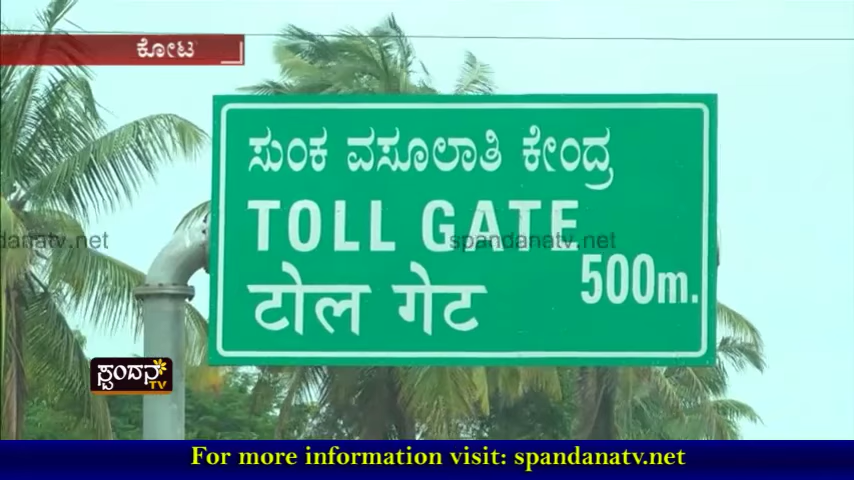 ಕೋಟ
ಸುಂಕ ವಸೂಲಾತಿ ಕೇಂದ್ರ
TOLL GATE
टोल गेट
500m.
spandanatv.net
spandanatv.net
ಸ್ಪಂದನ
TV
For more information visit: spandanatv.net